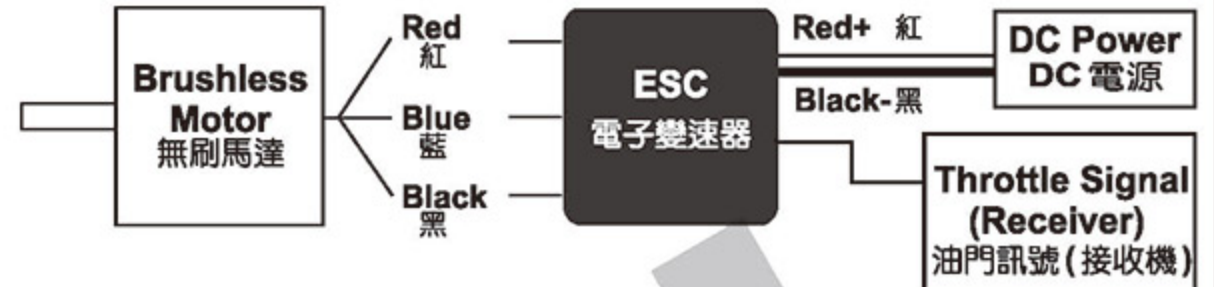 Brushless
Motor
無刷馬達
Red
紅
Blue
藍
Black
黑
ESC
電子變速器
Red+ 紅
Black-黑
DC Power
DC 電源
Throttle Signal
(Receiver)
油門訊號(接收機)